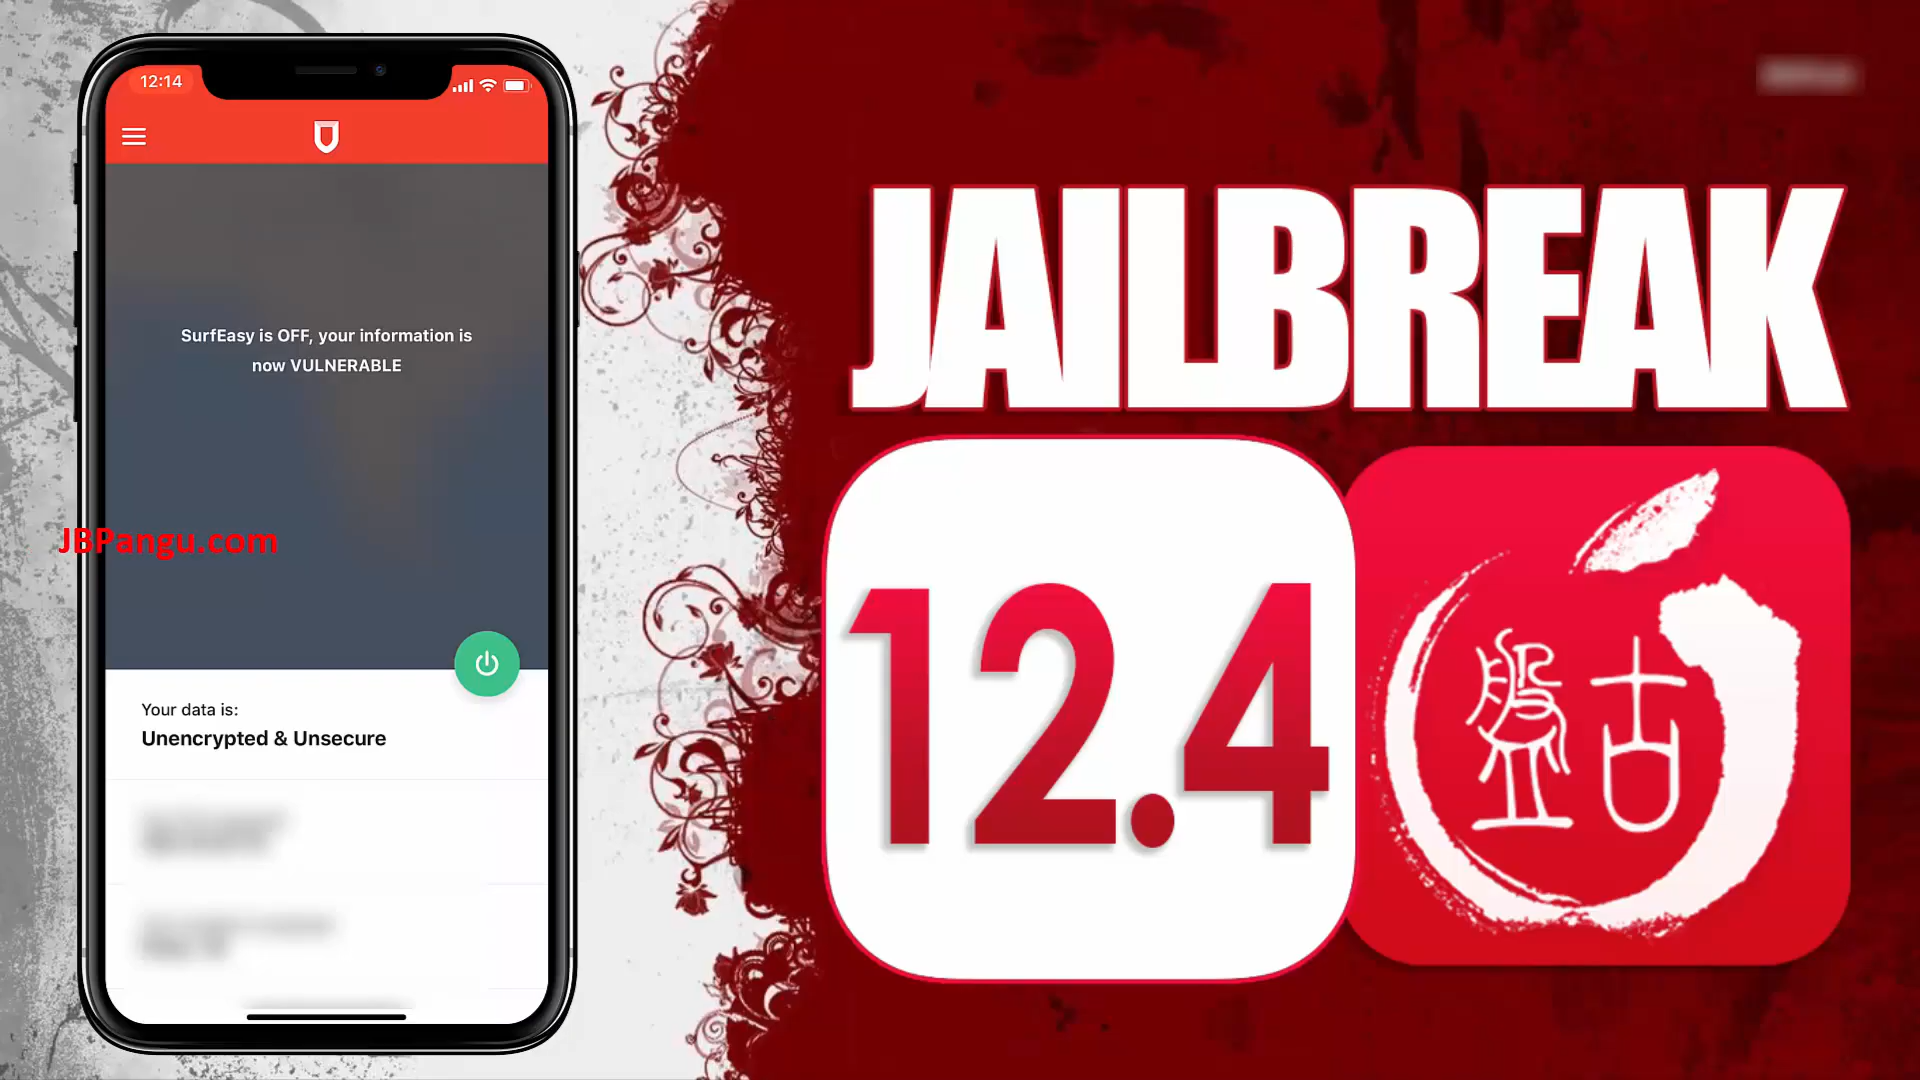 12:14
SurfEasy is OFF, your information is
now VULNERABLE
JBPangu.com
Your data is:
Unencrypted & Unsecure
JAILBREAK
12.4
盤古